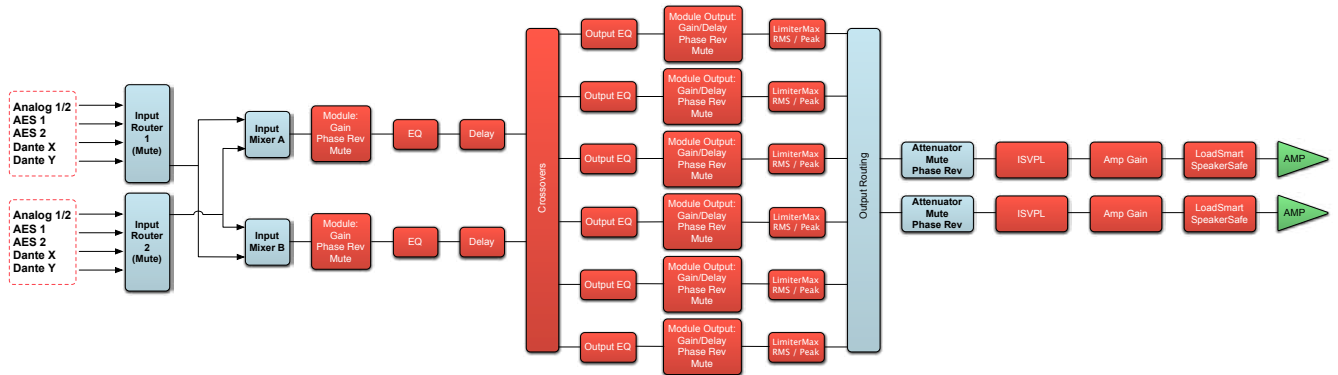 Analog 1/2
AES 1
AES 2
Dante X
Dante Y
Input
Router
1
(Mute)
Analog 1/2
AES 1
AES 2
Dante X
Dante Y
Input
Router
2
(Mute)
Input
Mixer A
Module:
Gain
Phase Rev
Mute
EQ
Delay
Input
Mixer B
Module:
Gain
Phase Rev
Mute
EQ
Delay
Crossovers
Output EQ
Module Output:
Gain/Delay
Phase Rev
Mute
LimiterMax
RMS / Peak
Output EQ
Module Output:
Gain/Delay
Phase Rev
Mute
LimiterMax
RMS / Peak
Output EQ
Module Output:
Gain/Delay
Phase Rev
Mute
LimiterMax
RMS / Peak
Output EQ
Module Output:
Gain/Delay
Phase Rev
Mute
LimiterMax
RMS / Peak
Output EQ
Module Output:
Gain/Delay
Phase Rev
Mute
LimiterMax
RMS / Peak
Output EQ
Module Output:
Gain/Delay
Phase Rev
Mute
LimiterMax
RMS / Peak
Output Routing
Attenuator
Mute
Phase Rev
ISVPL
Amp Gain
LoadSmart
SpeakerSafe
AMP
Attenuator
Mute
Phase Rev
ISVPL
Amp Gain
LoadSmart
SpeakerSafe
AMP